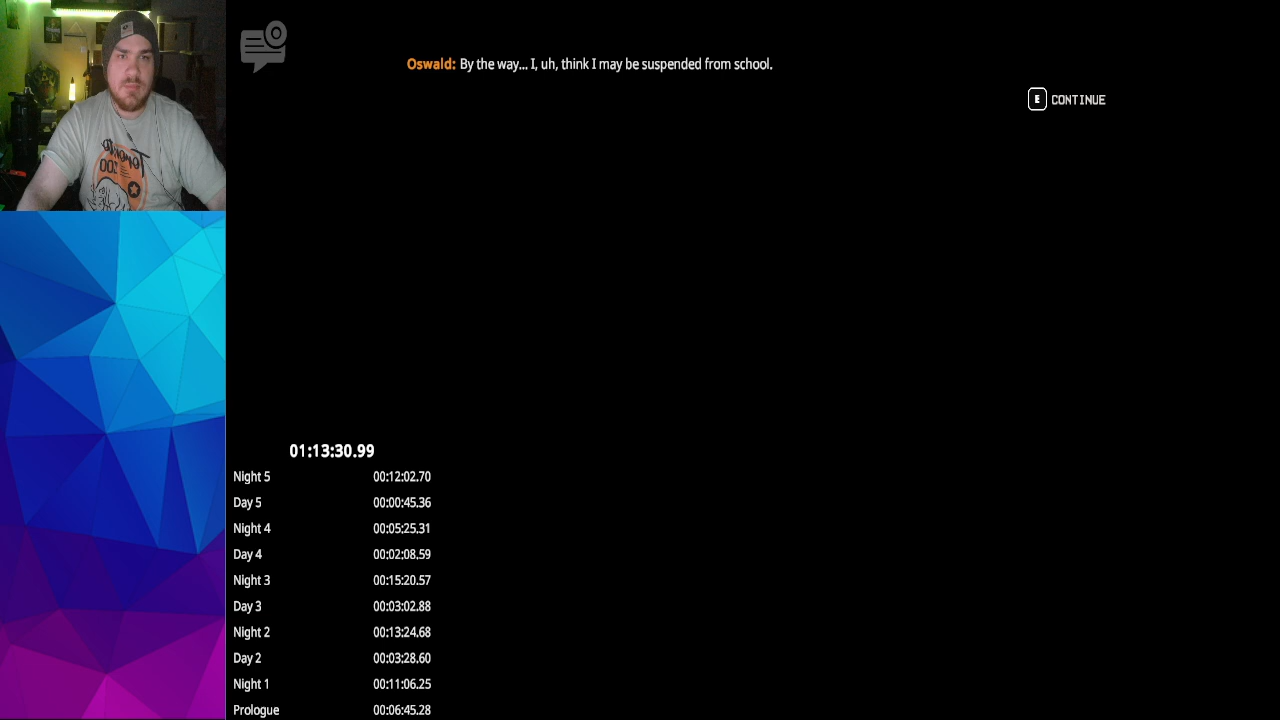 Oswald: By the way... I, uh, think I may be suspended from school.
E CONTINUE
01:13:30.99
Night 5 00:12:02.70
Day 5 00:00:45.36
Night 4 00:05:25.31
Day 4 00:02:08.59
Night 3 00:15:20.57
Day 3 00:03:02.88
Night 2 00:13:24.68
Day 2 00:03:28.60
Night 1 00:11:06.25
Prologue 00:06:45.28